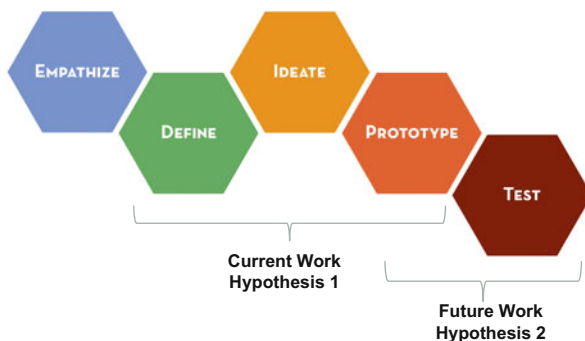 EMPATHIZE
DEFINE
IDEATE
PROTOTYPE
TEST
Current Work
Hypothesis 1
Future Work
Hypothesis 2